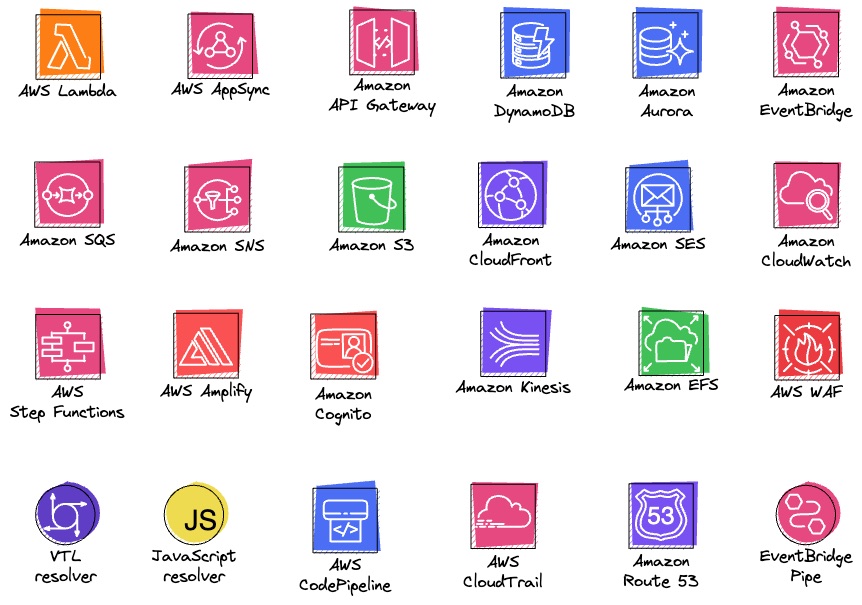 AWS Lambda
AWS AppSync
Amazon
API Gateway
Amazon
DynamoDB
Amazon
Aurora
Amazon
EventBridge
Amazon SQS
Amazon SNS
Amazon S3
Amazon
CloudFront
Amazon SES
Amazon
CloudWatch
AWS
Step Functions
AWS Amplify
Amazon
Cognito
Amazon Kinesis
Amazon EFS
AWS WAF
VTL
resolver
JS
JavaScript
resolver
</>
AWS
CodePipeline
AWS
CloudTrail
53
Amazon
Route 53
EventBridge
Pipe